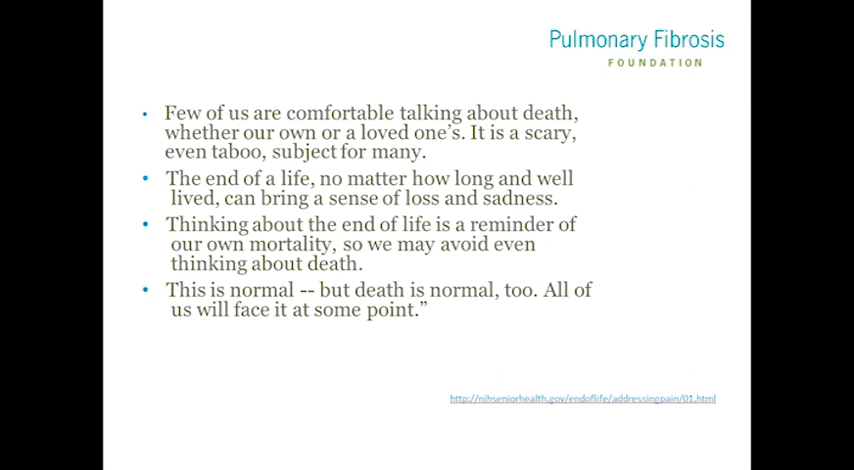 Pulmonary Fibrosis
FOUNDATION
• Few of us are comfortable talking about death,
whether our own or a loved one's. It is a scary,
even taboo, subject for many.
• The end of a life, no matter how long and well
lived, can bring a sense of loss and sadness.
• Thinking about the end of life is a reminder of
our own mortality, so we may avoid even
thinking about death.
• This is normal -- but death is normal, too. All of
us will face it at some point.”
http://nihseniorhealth.gov/endoflife/addressingpain/01.html